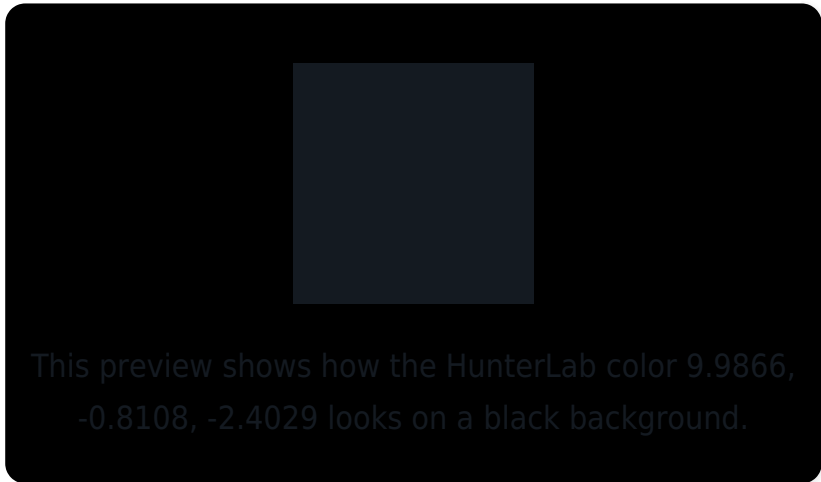 This preview shows how the HunterLab color 9.9866,
-0.8108, -2.4029 looks on a black background.